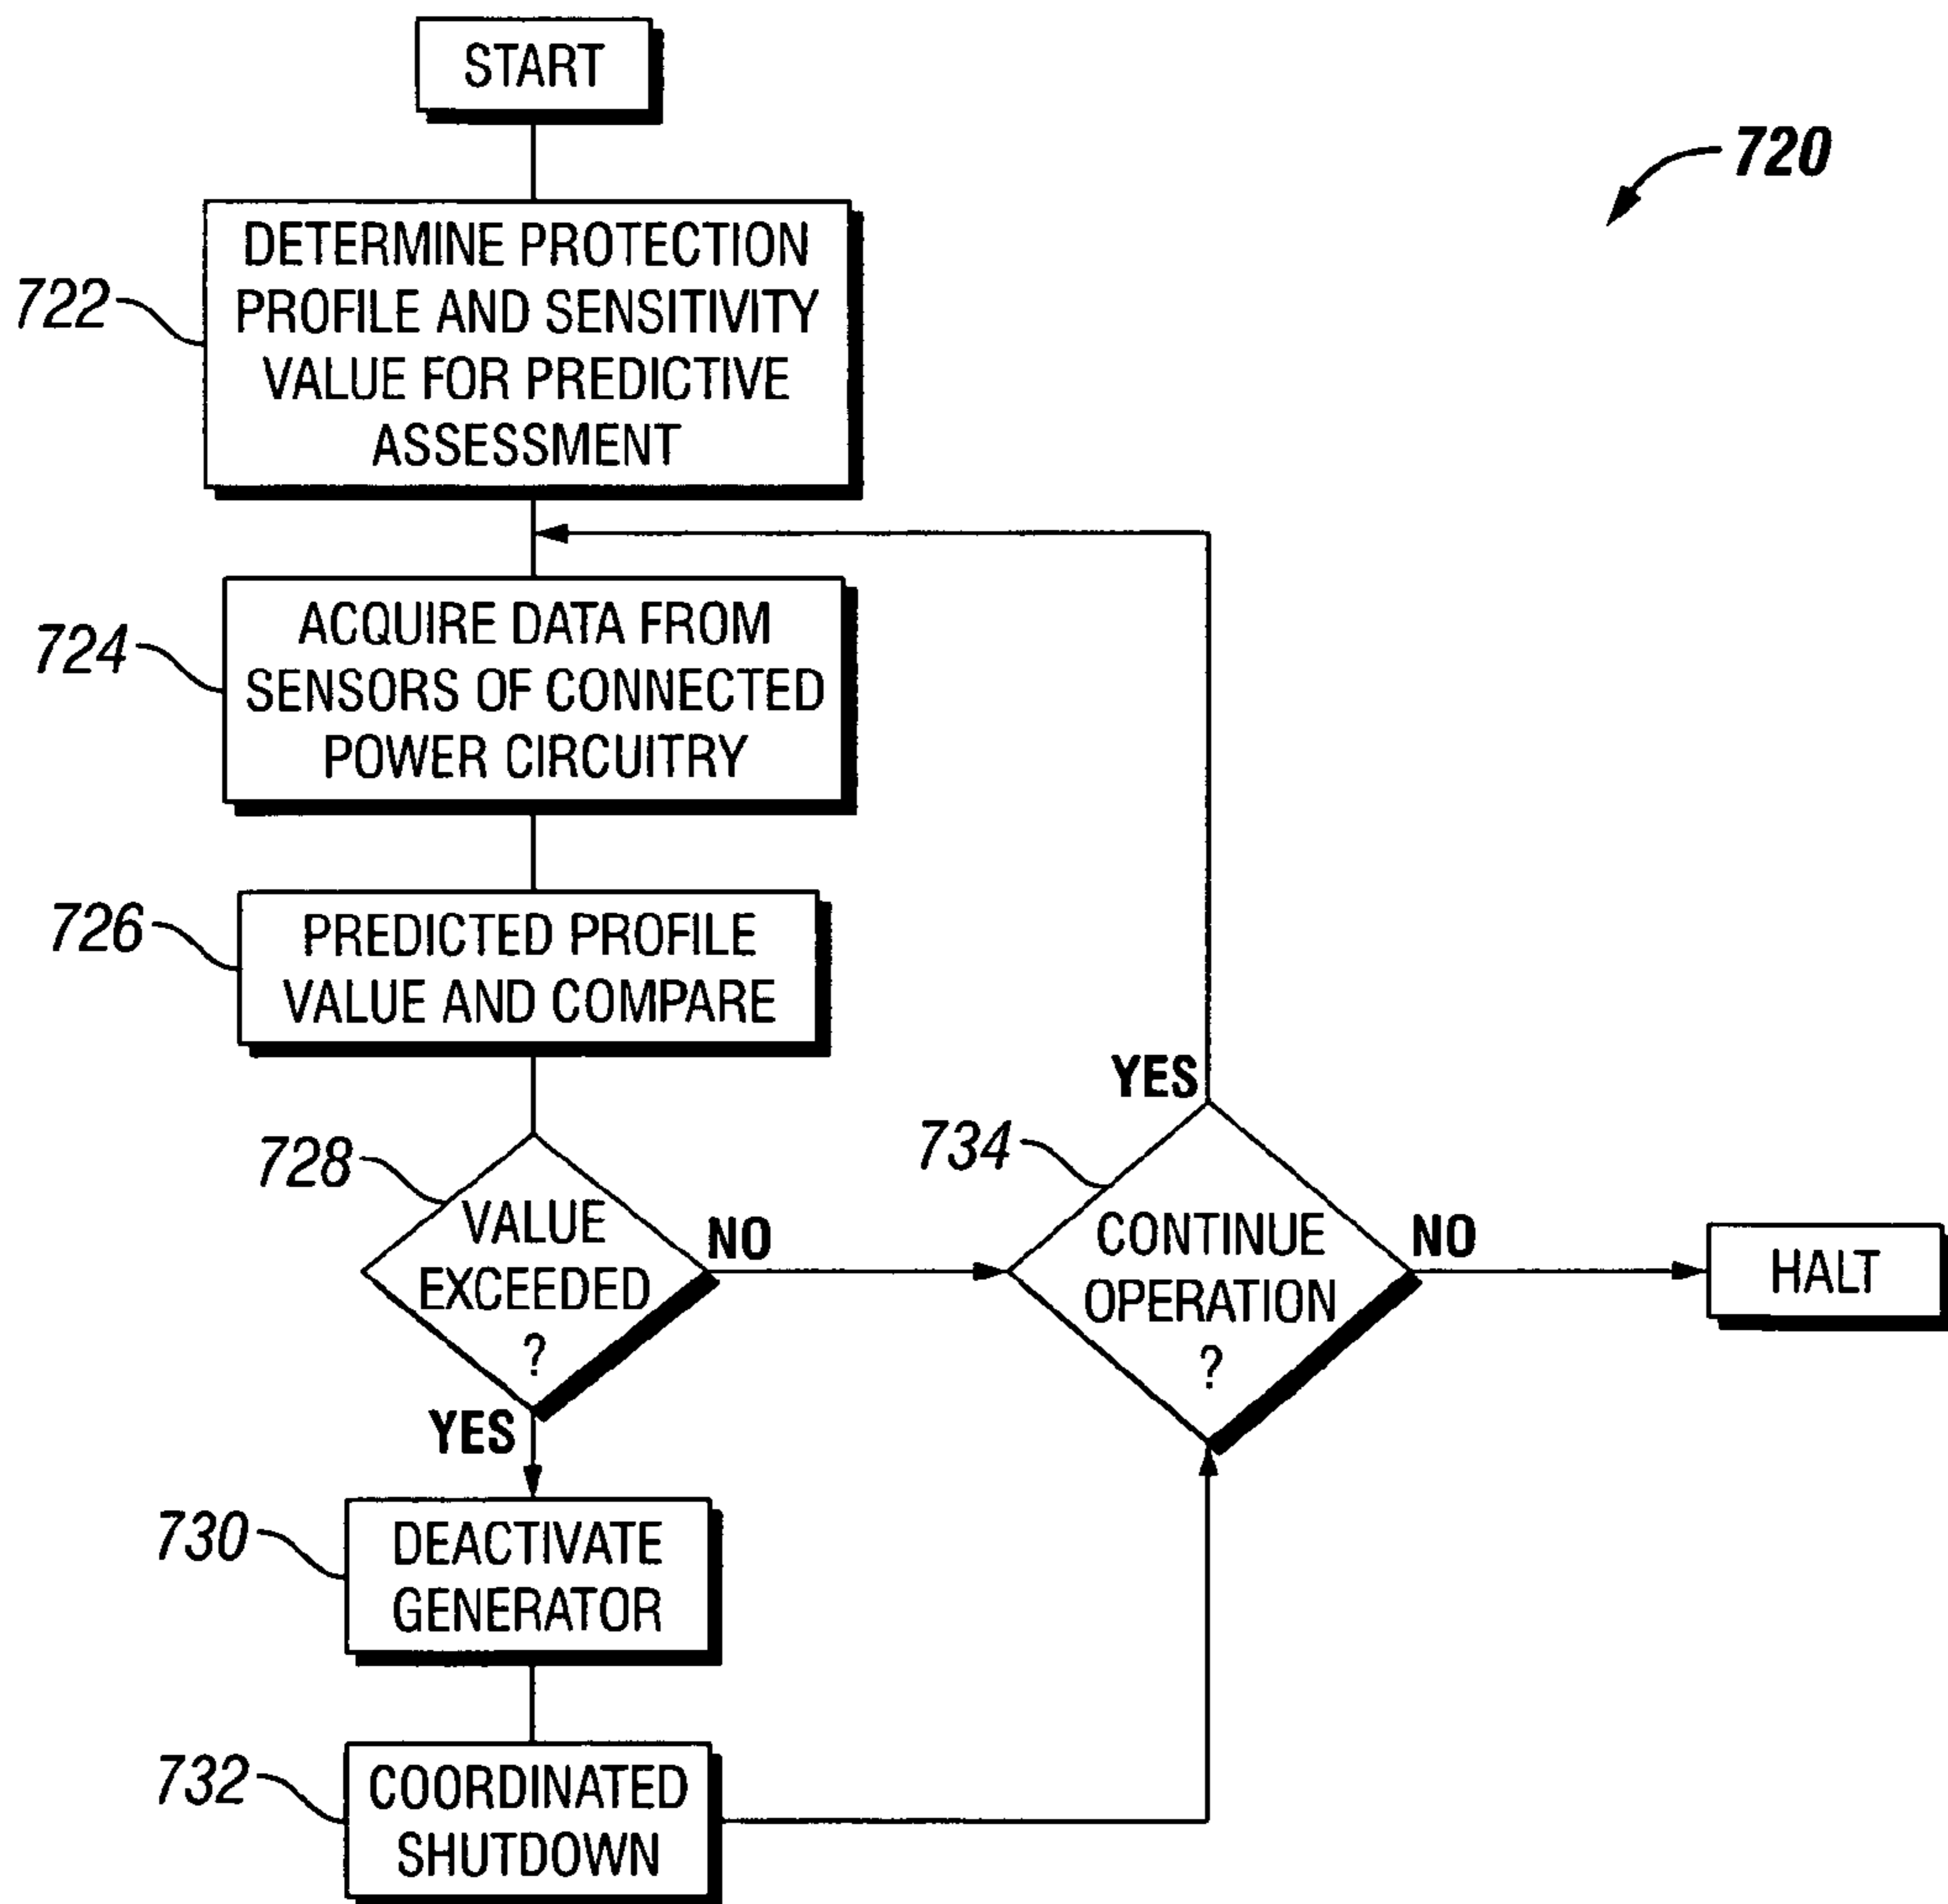 START
720
722
DETERMINE PROTECTION
PROFILE AND SENSITIVITY
VALUE FOR PREDICTIVE
ASSESSMENT
724
ACQUIRE DATA FROM
SENSORS OF CONNECTED
POWER CIRCUITRY
726
PREDICTED PROFILE
VALUE AND COMPARE
728
VALUE
EXCEEDED
?
NO
YES
734
CONTINUE
OPERATION
?
YES
NO
HALT
730
DEACTIVATE
GENERATOR
732
COORDINATED
SHUTDOWN